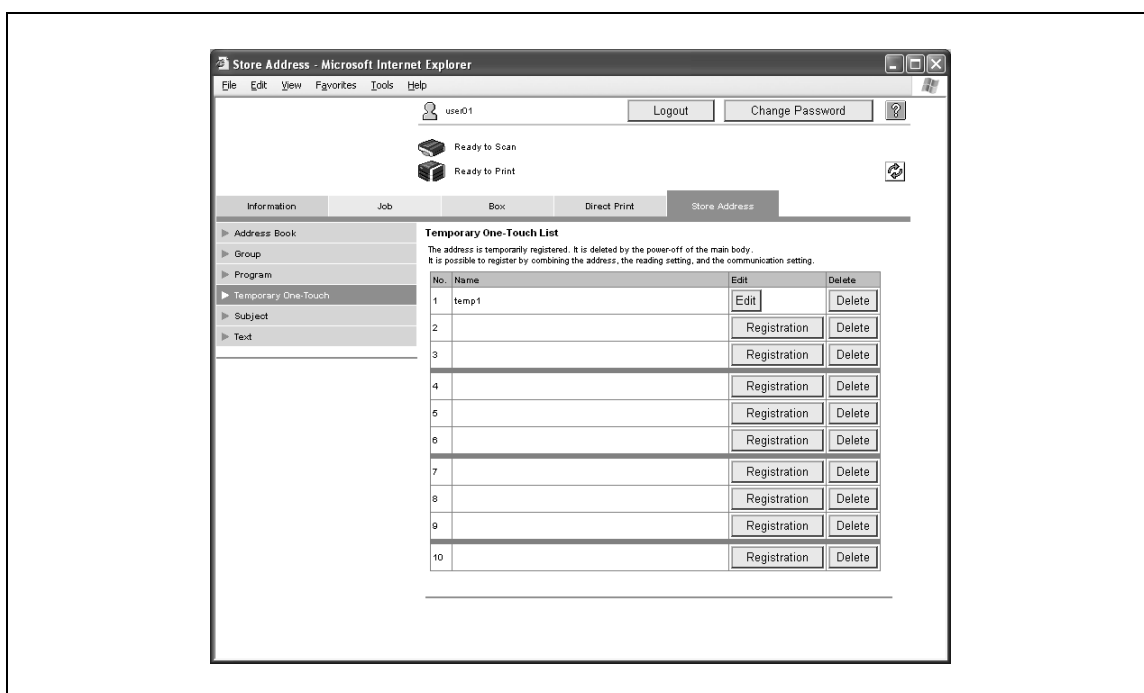 Store Address - Microsoft Internet Explorer
File Edit View Favorites Tools Help
user01 Logout Change Password
Ready to Scan
Ready to Print
Information Job Box Direct Print Store Address
Address Book
Group
Program
Temporary One-Touch
Subject
Text
Temporary One-Touch List
The address is temporarily registered. It is deleted by the power-off of the main body.
It is possible to register by combining the address, the reading setting, and the communication setting.
No. Name Edit Delete
1 temp1 Edit Delete
2 Registration Delete
3 Registration Delete
4 Registration Delete
5 Registration Delete
6 Registration Delete
7 Registration Delete
8 Registration Delete
9 Registration Delete
10 Registration Delete